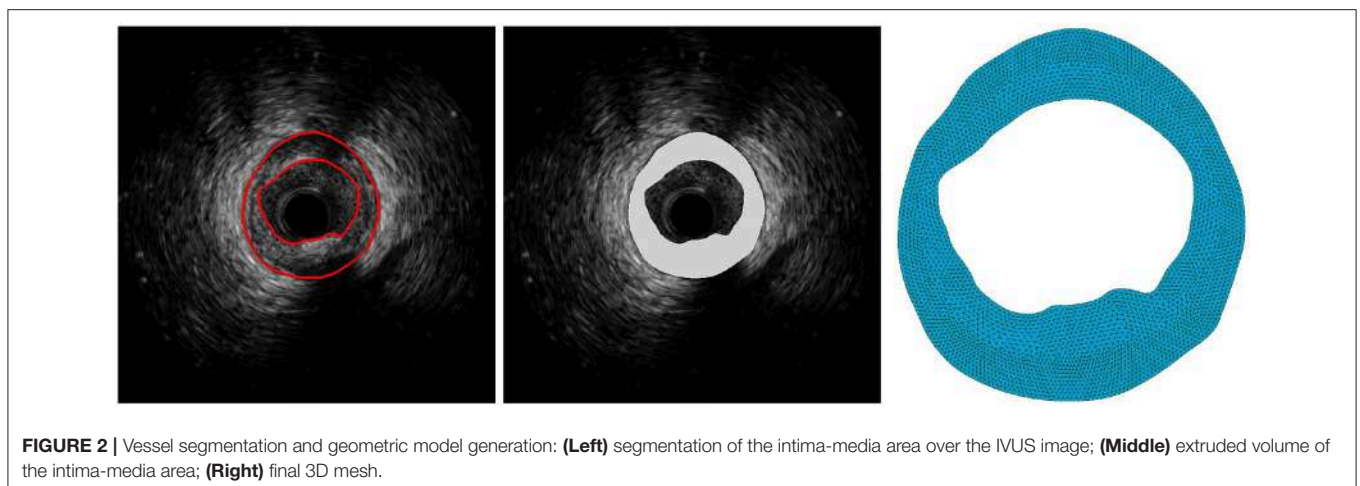 FIGURE 2 | Vessel segmentation and geometric model generation: (Left) segmentation of the intima-media area over the IVUS image; (Middle) extruded volume of
the intima-media area; (Right) final 3D mesh.